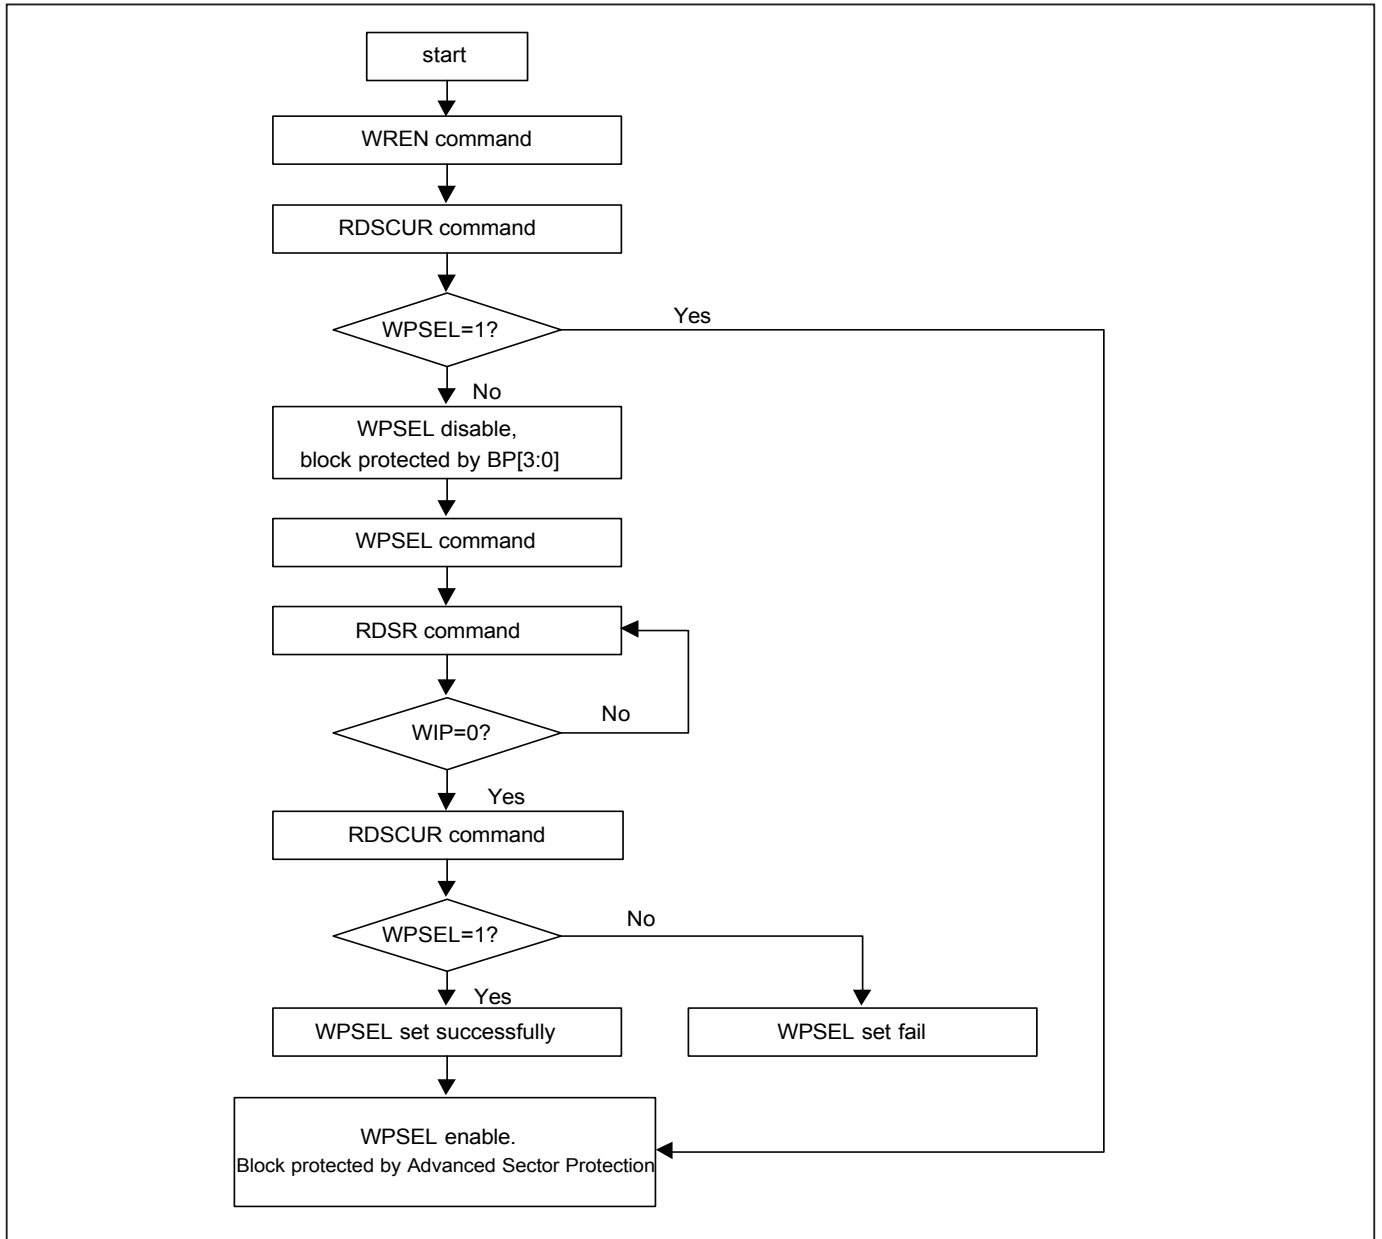 start
WREN command
RDSCUR command
WPSEL=1?
Yes
No
WPSEL disable,
block protected by BP[3:0]
WPSEL command
RDSR command
WIP=0?
No
Yes
RDSCUR command
WPSEL=1?
No
Yes
WPSEL set successfully
WPSEL set fail
WPSEL enable.
Block protected by Advanced Sector Protection